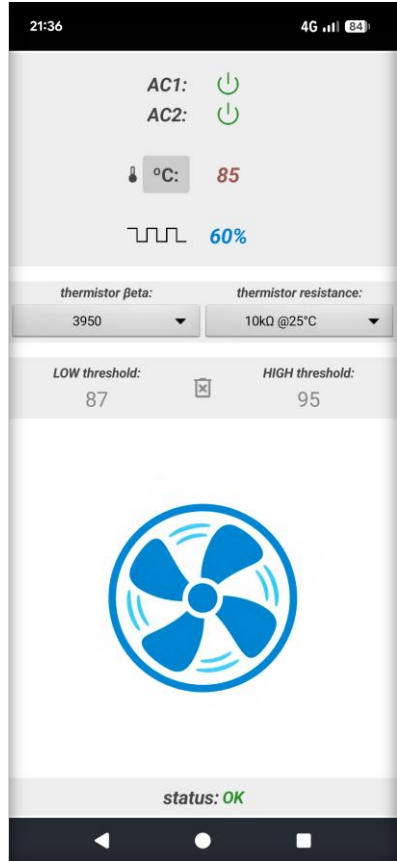 21:36 4G 84
AC1:
AC2:
ºC: 85
60%
thermistor βeta: thermistor resistance:
3950 10kΩ @25°C
LOW threshold: HIGH threshold:
87 95
status: OK